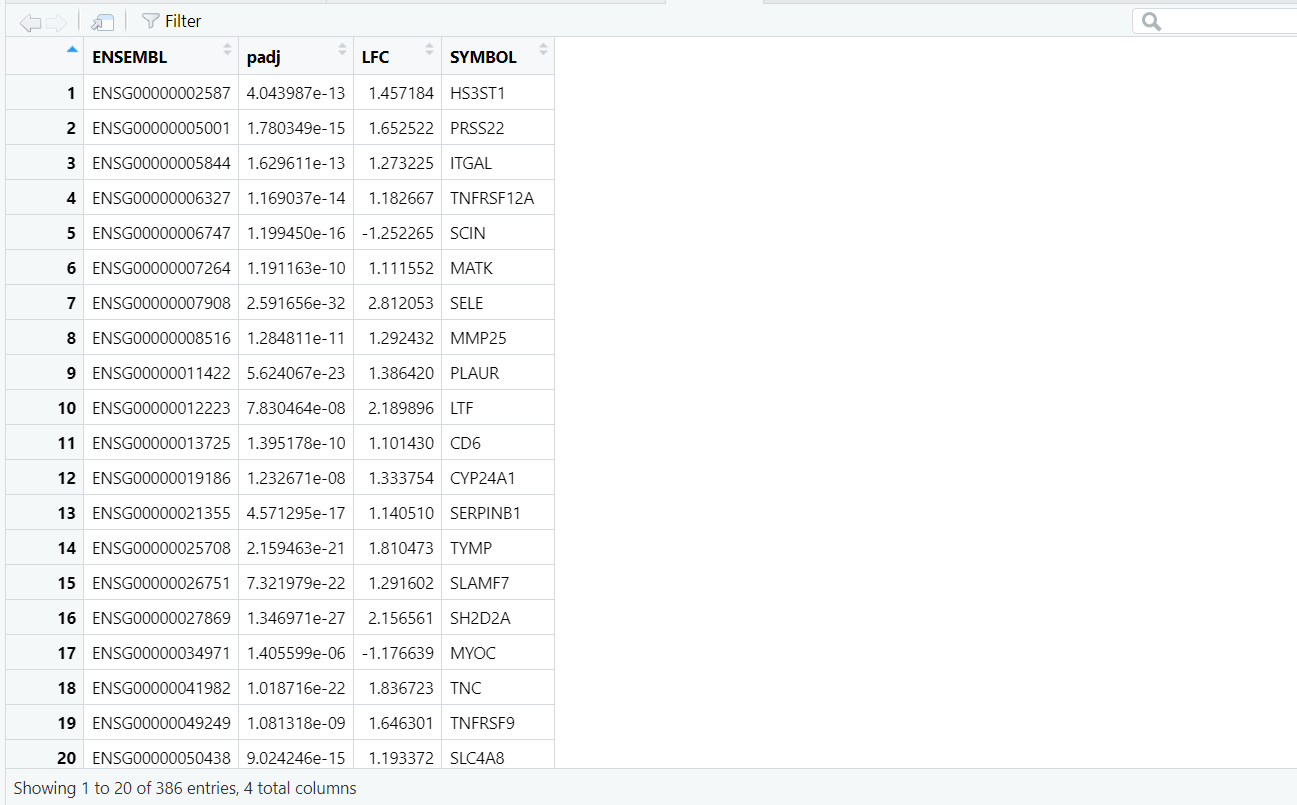 Filter
ENSEMBL padj LFC SYMBOL
1 ENSG00000002587 4.043987e-13 1.457184 HS3ST1
2 ENSG00000005001 1.780349e-15 1.652522 PRSS22
3 ENSG00000005844 1.629611e-13 1.273225 ITGAL
4 ENSG00000006327 1.169037e-14 1.182667 TNFRSF12A
5 ENSG00000006747 1.199450e-16 -1.252265 SCIN
6 ENSG00000007264 1.191163e-10 1.111552 MATK
7 ENSG00000007908 2.591656e-32 2.812053 SELE
8 ENSG00000008516 1.284811e-11 1.292432 MMP25
9 ENSG00000011422 5.624067e-23 1.386420 PLAUR
10 ENSG00000012223 7.830464e-08 2.189896 LTF
11 ENSG00000013725 1.395178e-10 1.101430 CD6
12 ENSG00000019186 1.232671e-08 1.333754 CYP24A1
13 ENSG00000021355 4.571295e-17 1.140510 SERPINB1
14 ENSG00000025708 2.159463e-21 1.810473 TYMP
15 ENSG00000026751 7.321979e-22 1.291602 SLAMF7
16 ENSG00000027869 1.346971e-27 2.156561 SH2D2A
17 ENSG00000034971 1.405599e-06 -1.176639 MYOC
18 ENSG00000041982 1.018716e-22 1.836723 TNC
19 ENSG00000049249 1.081318e-09 1.646301 TNFRSF9
20 ENSG00000050438 9.024246e-15 1.193372 SLC4A8
Showing 1 to 20 of 386 entries, 4 total columns